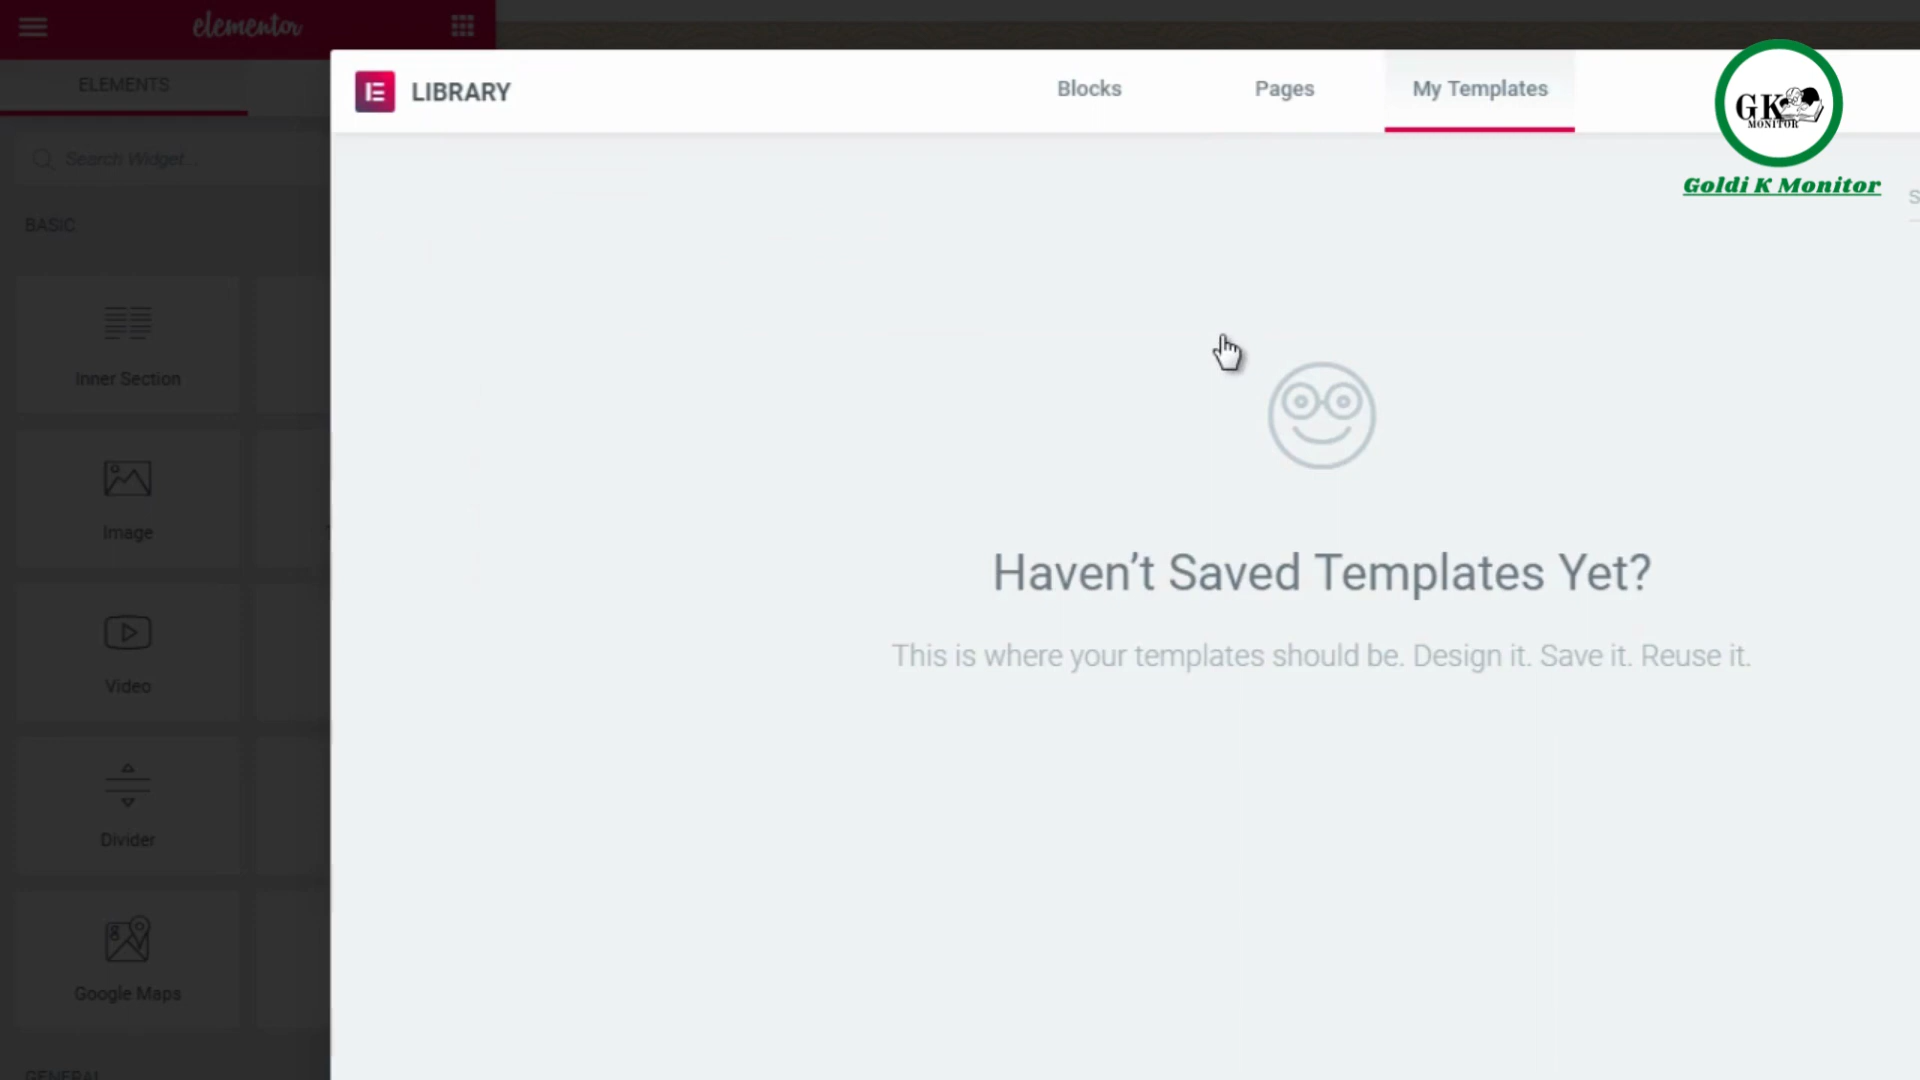 elementor
ELEMENTS
Search Widget...
BASIC
Inner Section
Image
Video
Divider
Google Maps
GENERAL
LIBRARY
Blocks
Pages
My Templates
GK
MONITOR
Goldi K Monitor
Haven’t Saved Templates Yet?
This is where your templates should be. Design it. Save it. Reuse it.